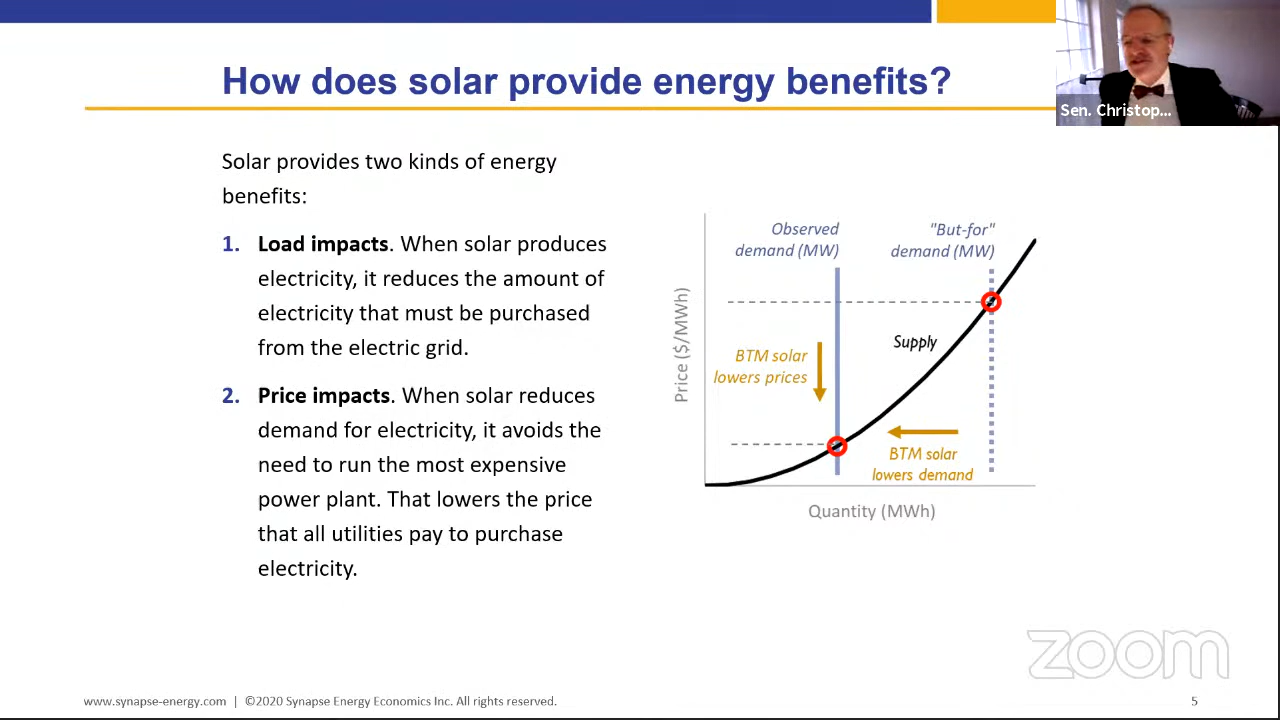 How does solar provide energy benefits?
Sen. Christop...
Solar provides two kinds of energy
benefits:
1. Load impacts. When solar produces
electricity, it reduces the amount of
electricity that must be purchased
from the electric grid.
2. Price impacts. When solar reduces
demand for electricity, it avoids the
need to run the most expensive
power plant. That lowers the price
that all utilities pay to purchase
electricity.
Observed
demand (MW)
"But-for"
demand (MW)
Price ($/MWh)
Supply
BTM solar
lowers prices
BTM solar
lowers demand
Quantity (MWh)
zoom
www.synapse-energy.com | ©2020 Synapse Energy Economics Inc. All rights reserved.
5